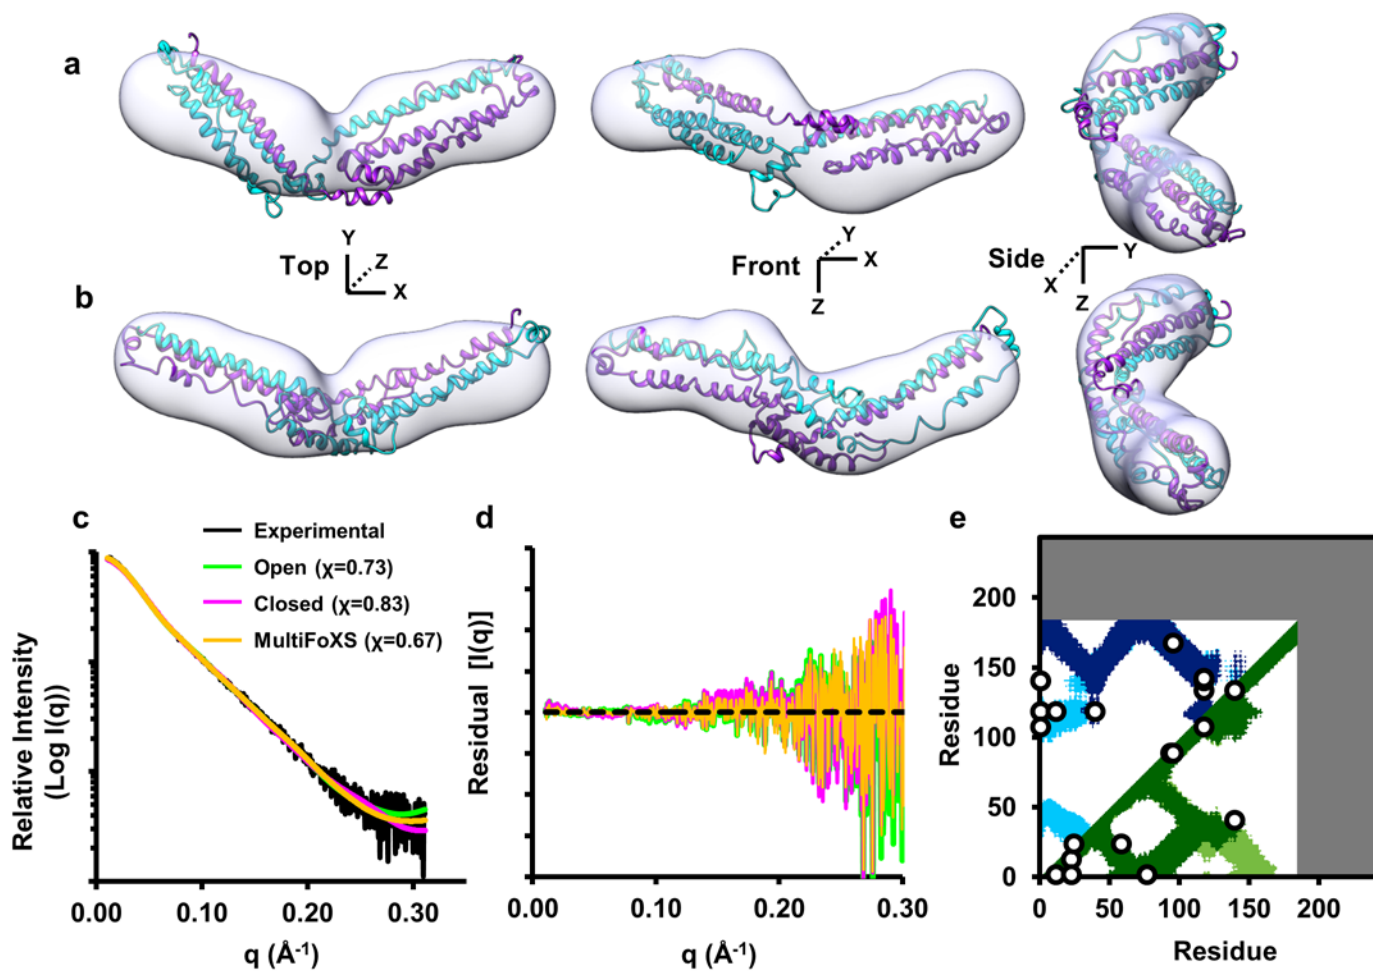 a
Top
Y
Z
X
Front
Y
X
Z
Side
Y
X
Z
b
c
Experimental
Open (χ=0.73)
Closed (χ=0.83)
MultiFoXS (χ=0.67)
Relative Intensity
(Log I(q))
0.00
0.10
0.20
0.30
q (Å⁻¹)
d
Residual [I(q)]
0.00
0.10
0.20
0.30
q (Å⁻¹)
e
Residue
200
150
100
50
0
0
50
100
150
200
Residue